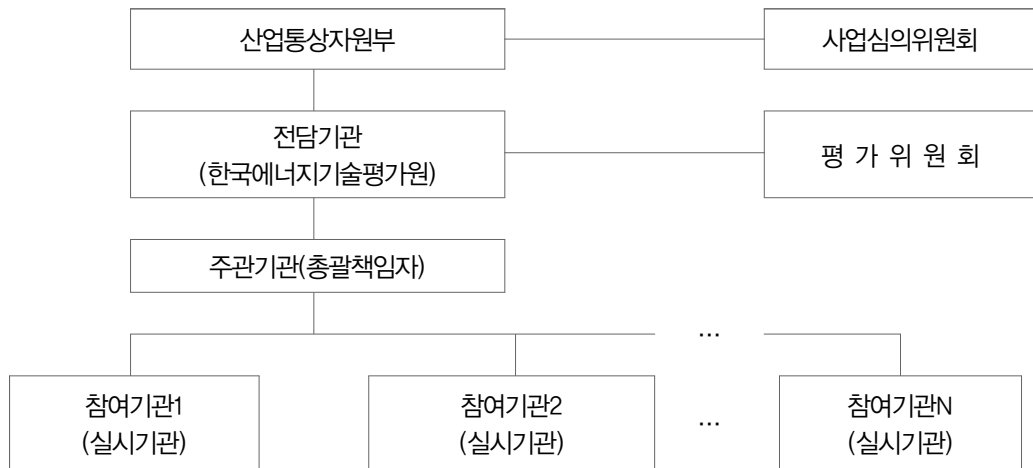 산업통상자원부
사업심의위원회
전담기관
(한국에너지기술평가원)
평 가 위 원 회
주관기관(총괄책임자)
...
참여기관1
(실시기관)
참여기관2
(실시기관)
...
참여기관N
(실시기관)